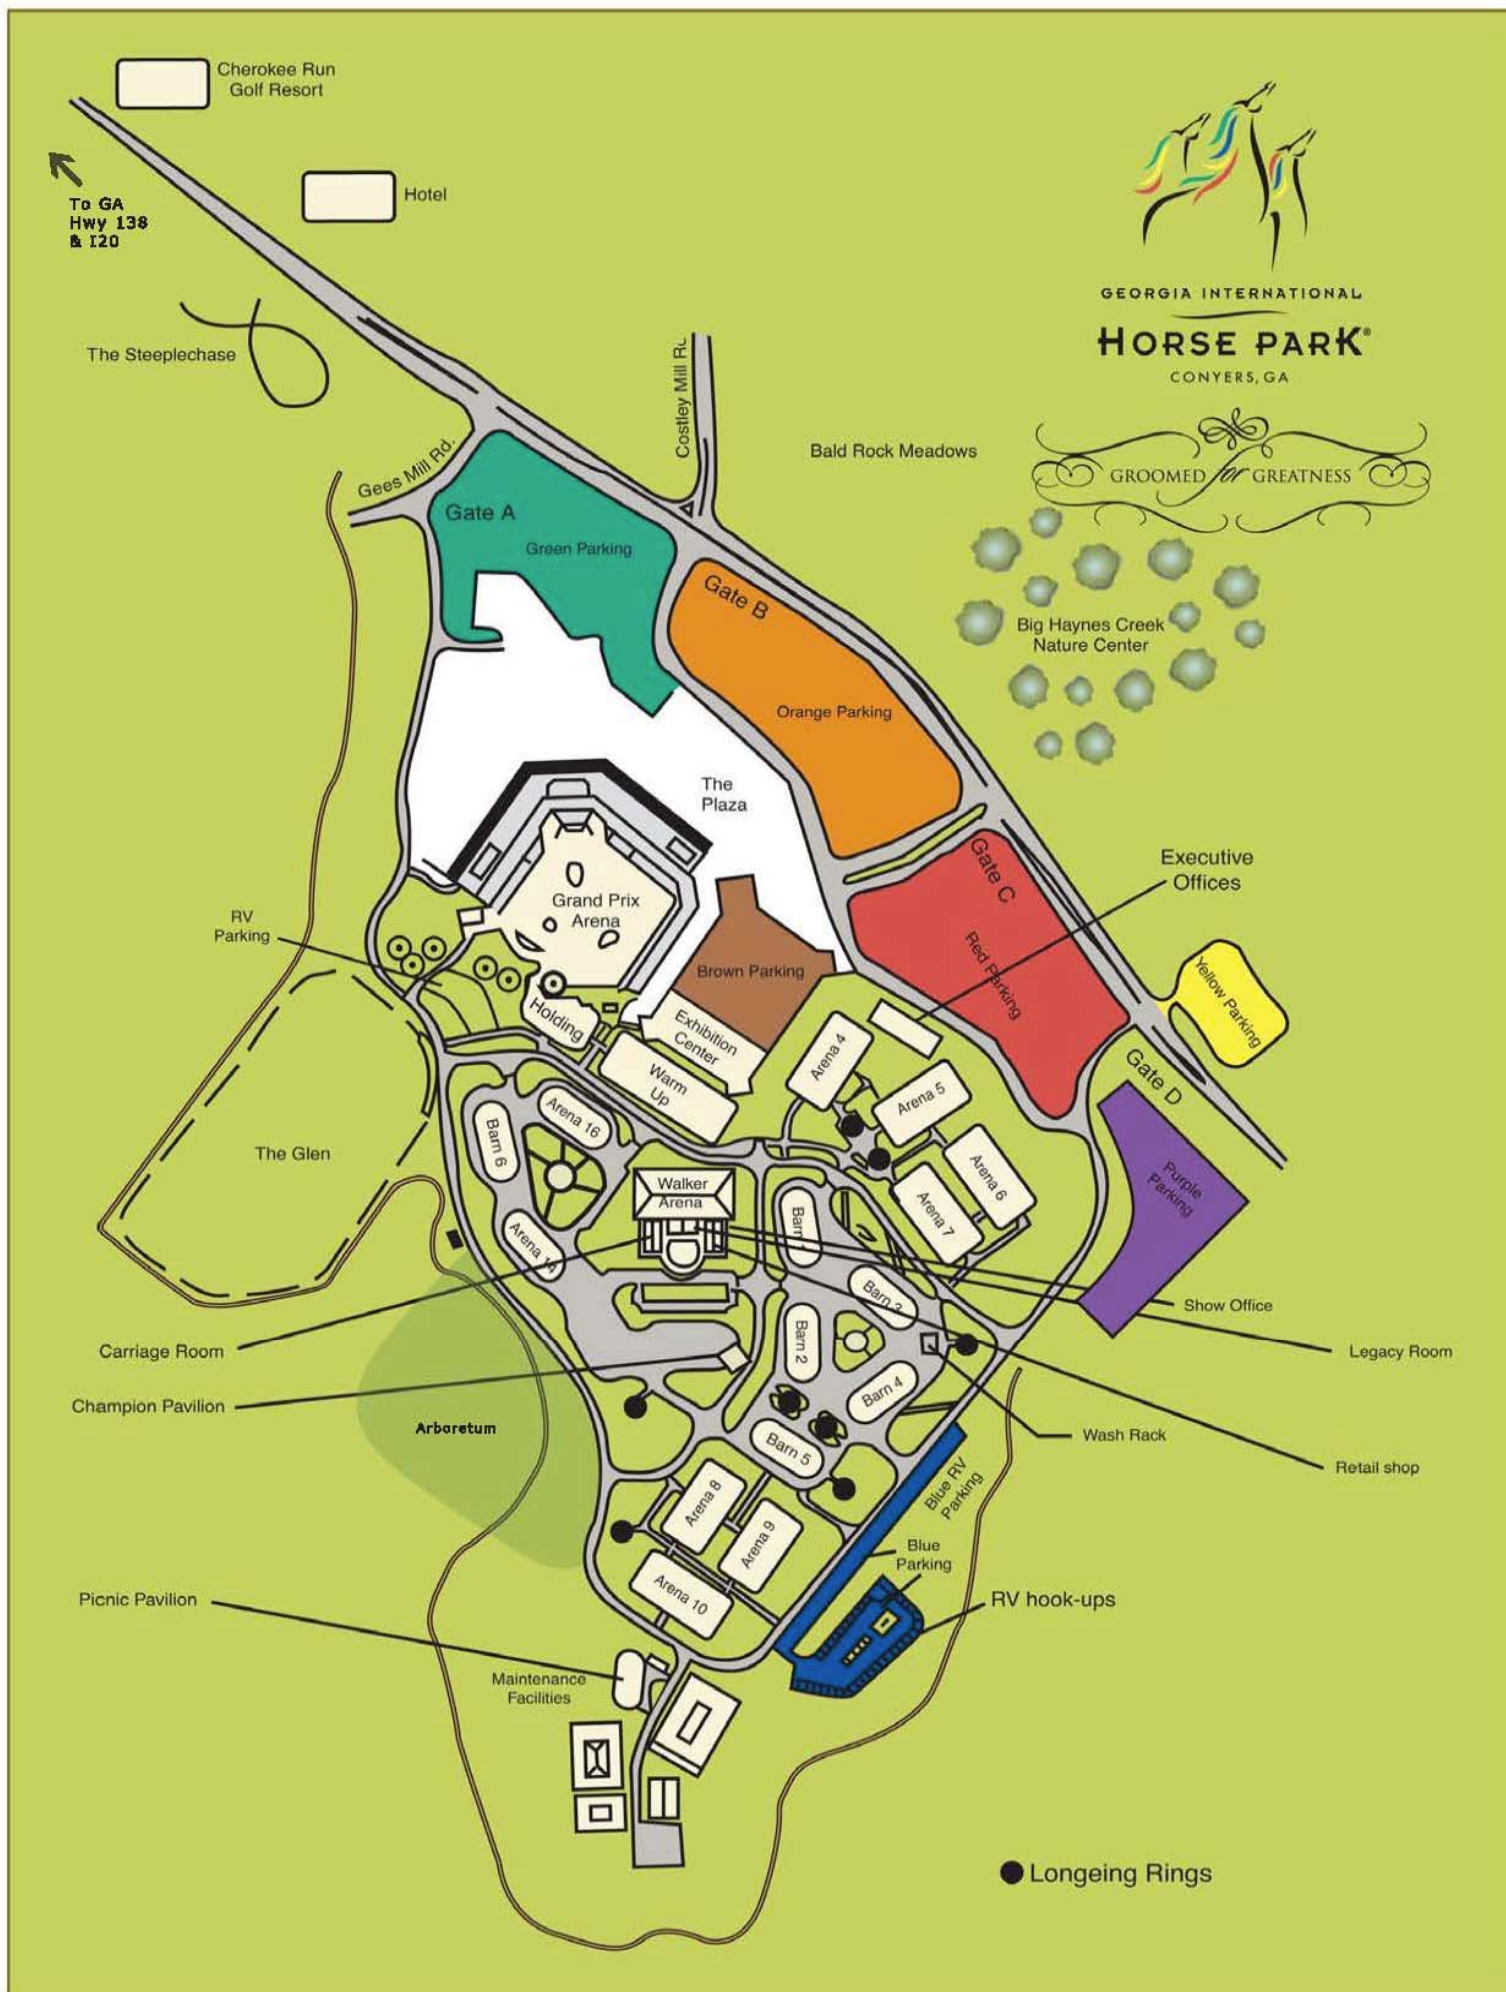 Cherokee Run
Golf Resort
Hotel
To GA
Hwy 138
& I20
GEORGIA INTERNATIONAL
HORSE PARK®
CONYERS, GA
GROOMED for GREATNESS
The Steeplechase
Costley Mill
Gees Mill Rd.
Bald Rock Meadows
Gate A
Green Parking
Gate B
Big Haynes Creek
Nature Center
Orange Parking
The
Plaza
Gate C
Executive
Offices
Grand Prix
Arena
RV
Parking
Red Parking
Brown Parking
Yellow Parking
Holding
Exhibition
Center
Warm
Up
Arena 4
Arena 5
Gate D
Arena 16
Barn 6
The Glen
Walker
Arena
Arena 6
Arena 7
Purple
Parking
Barn
Arena 14
Barn 3
Show Office
Carriage Room
Barn 2
Legacy Room
Champion Pavilion
Barn 4
Arboretum
Wash Rack
Barn 5
Retail shop
Blue RV
Parking
Arena 8
Arena 9
Blue
Parking
Arena 10
Picnic Pavilion
RV hook-ups
Maintenance
Facilities
Longeing Rings